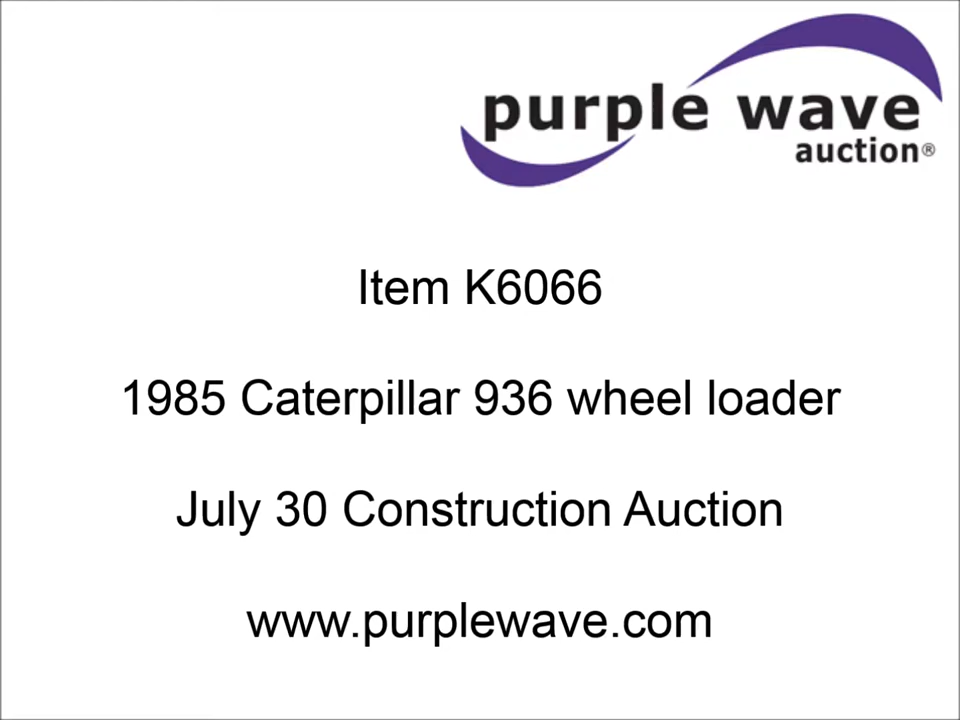 purple wave
auction®
Item K6066
1985 Caterpillar 936 wheel loader
July 30 Construction Auction
www.purplewave.com